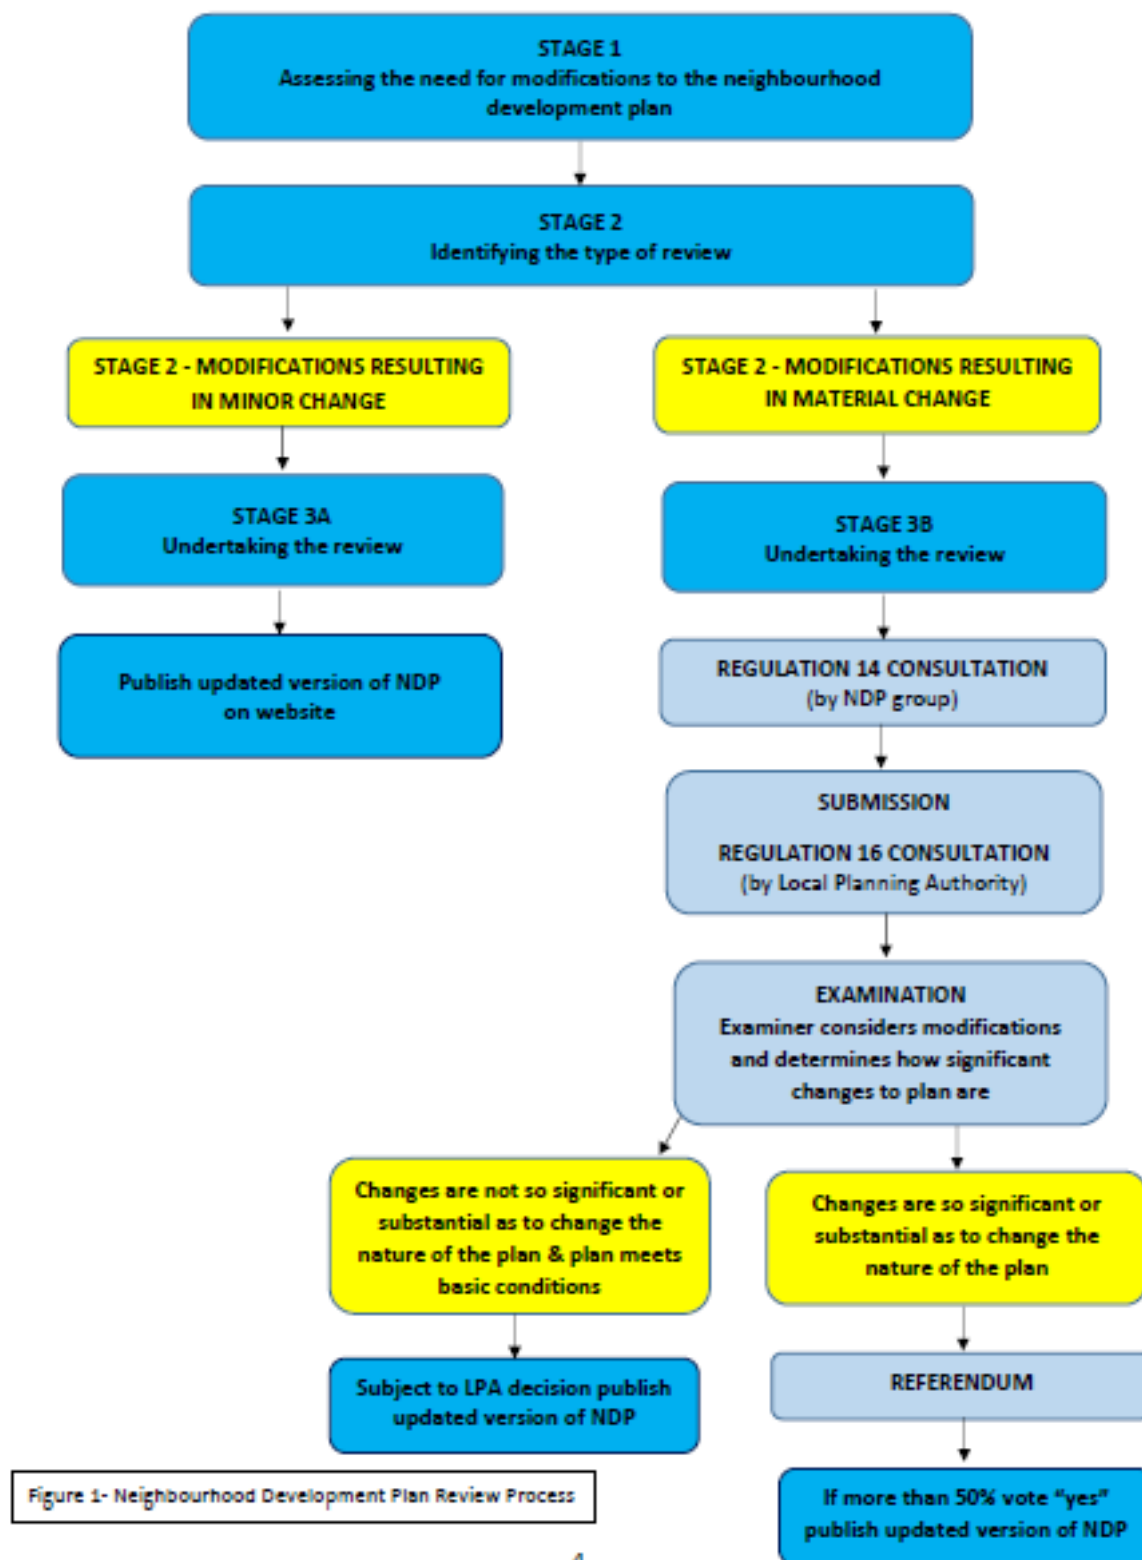 STAGE 1
Assessing the need for modifications to the neighbourhood
development plan
STAGE 2
Identifying the type of review
STAGE 2 - MODIFICATIONS RESULTING
IN MINOR CHANGE
STAGE 2 - MODIFICATIONS RESULTING
IN MATERIAL CHANGE
STAGE 3A
Undertaking the review
STAGE 3B
Undertaking the review
Publish updated version of NDP
on website
REGULATION 14 CONSULTATION
(by NDP group)
SUBMISSION
REGULATION 16 CONSULTATION
(by Local Planning Authority)
EXAMINATION
Examiner considers modifications
and determines how significant
changes to plan are
Changes are not so significant or
substantial as to change the
nature of the plan & plan meets
basic conditions
Changes are so significant or
substantial as to change the
nature of the plan
Subject to LPA decision publish
updated version of NDP
REFERENDUM
If more than 50% vote “yes”
publish updated version of NDP
Figure 1- Neighbourhood Development Plan Review Process